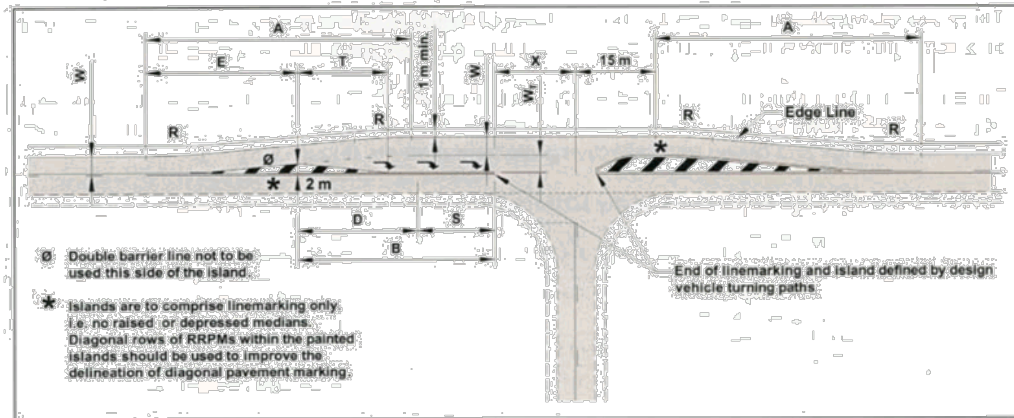 A
A
E
T
1 m min.
W
W
X
15 m
W_T
R
R
R
R
Edge Line
Ø
*
*
2 m
D
S
B
Ø Double barrier line not to be
used this side of the island.
* Islands are to comprise linemarking only
i.e. no raised or depressed medians.
Diagonal rows of RRPMs within the painted
islands should be used to improve the
delineation of diagonal pavement marking.
End of linemarking and island defined by design
vehicle turning paths